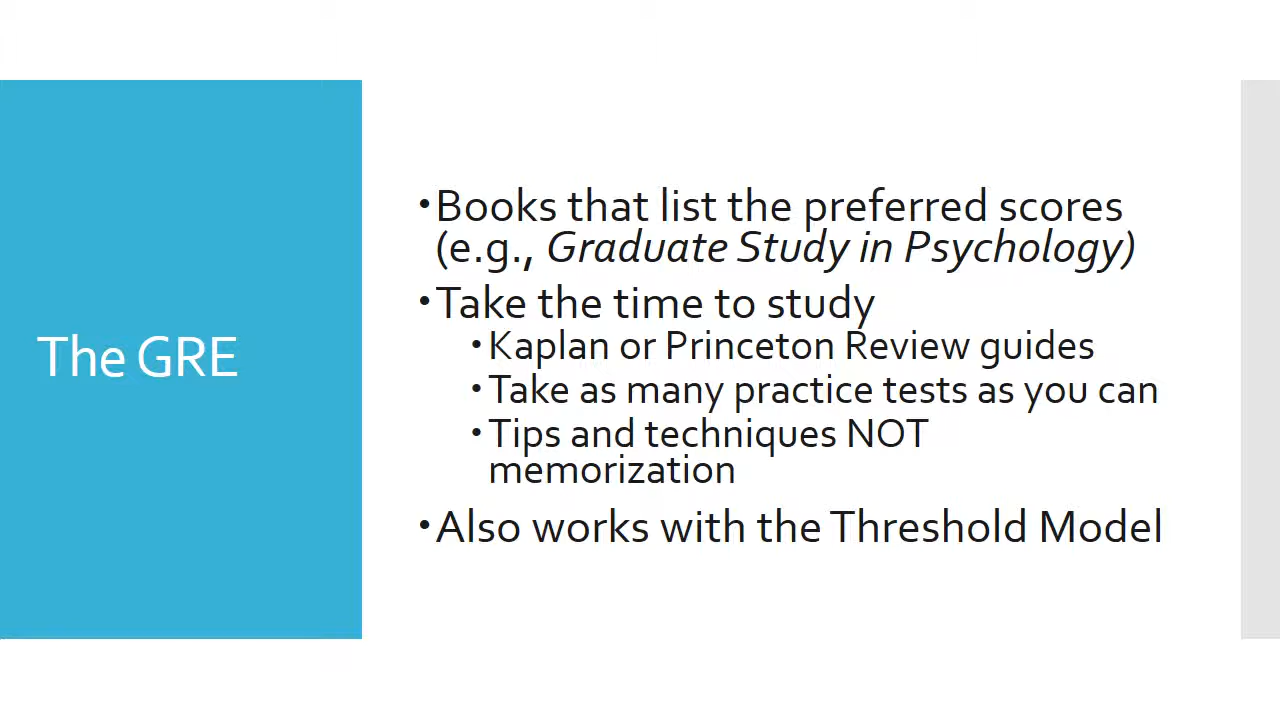 The GRE
•Books that list the preferred scores
(e.g., Graduate Study in Psychology)
•Take the time to study
•Kaplan or Princeton Review guides
•Take as many practice tests as you can
•Tips and techniques NOT
memorization
•Also works with the Threshold Model